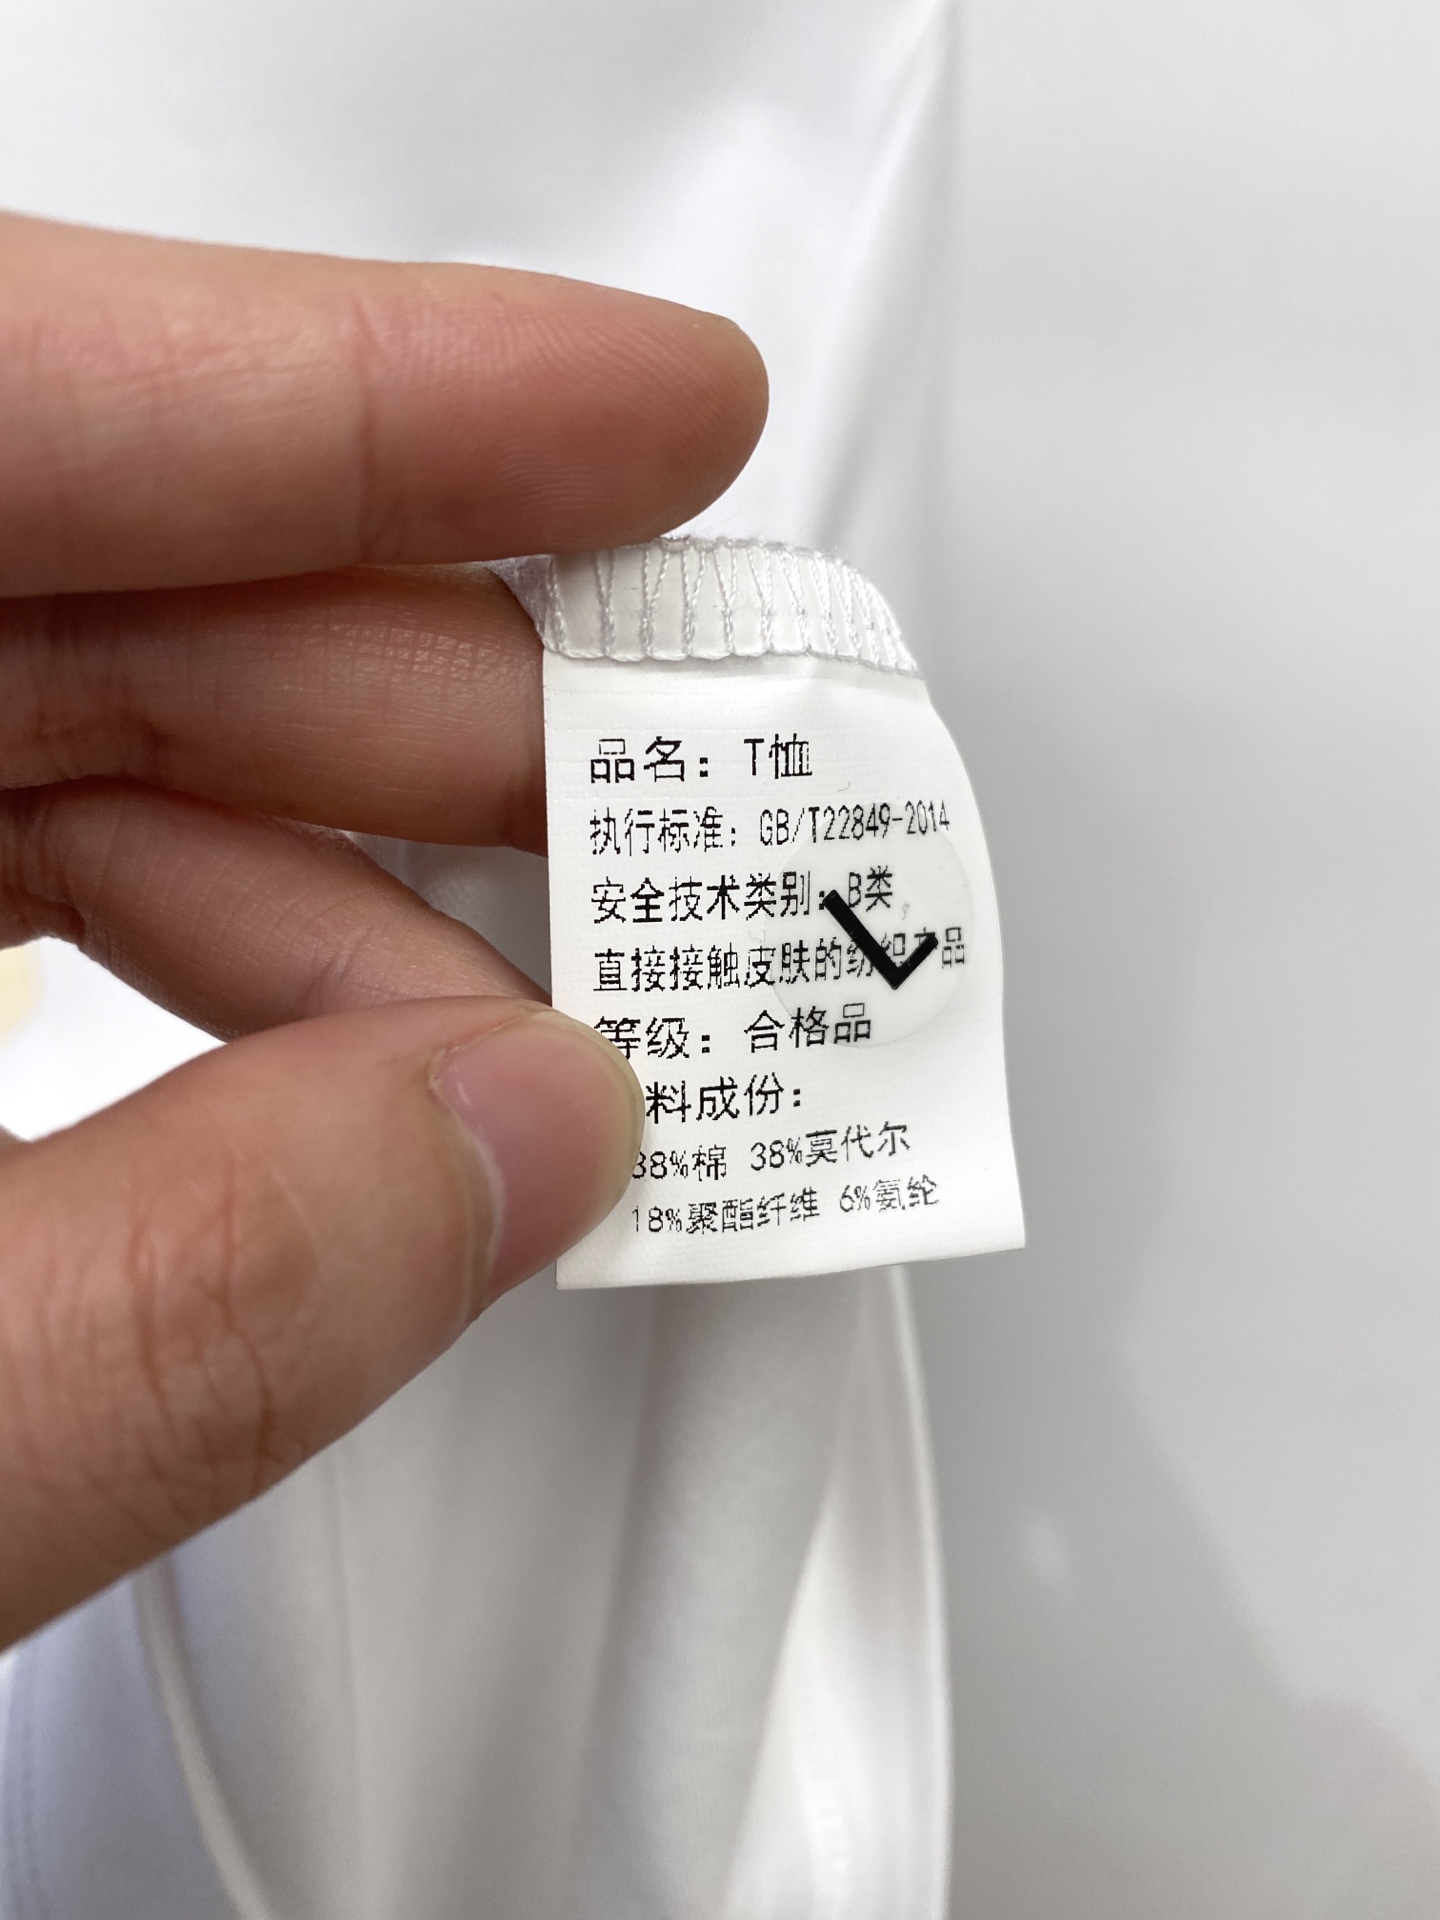 品名：T恤
执行标准：GB/T22849-2014
安全技术类别：B类
直接接触皮肤的纺织产品
等级：合格品
料成份：
38%棉 38%莫代尔
18%聚酯纤维 6%氨纶